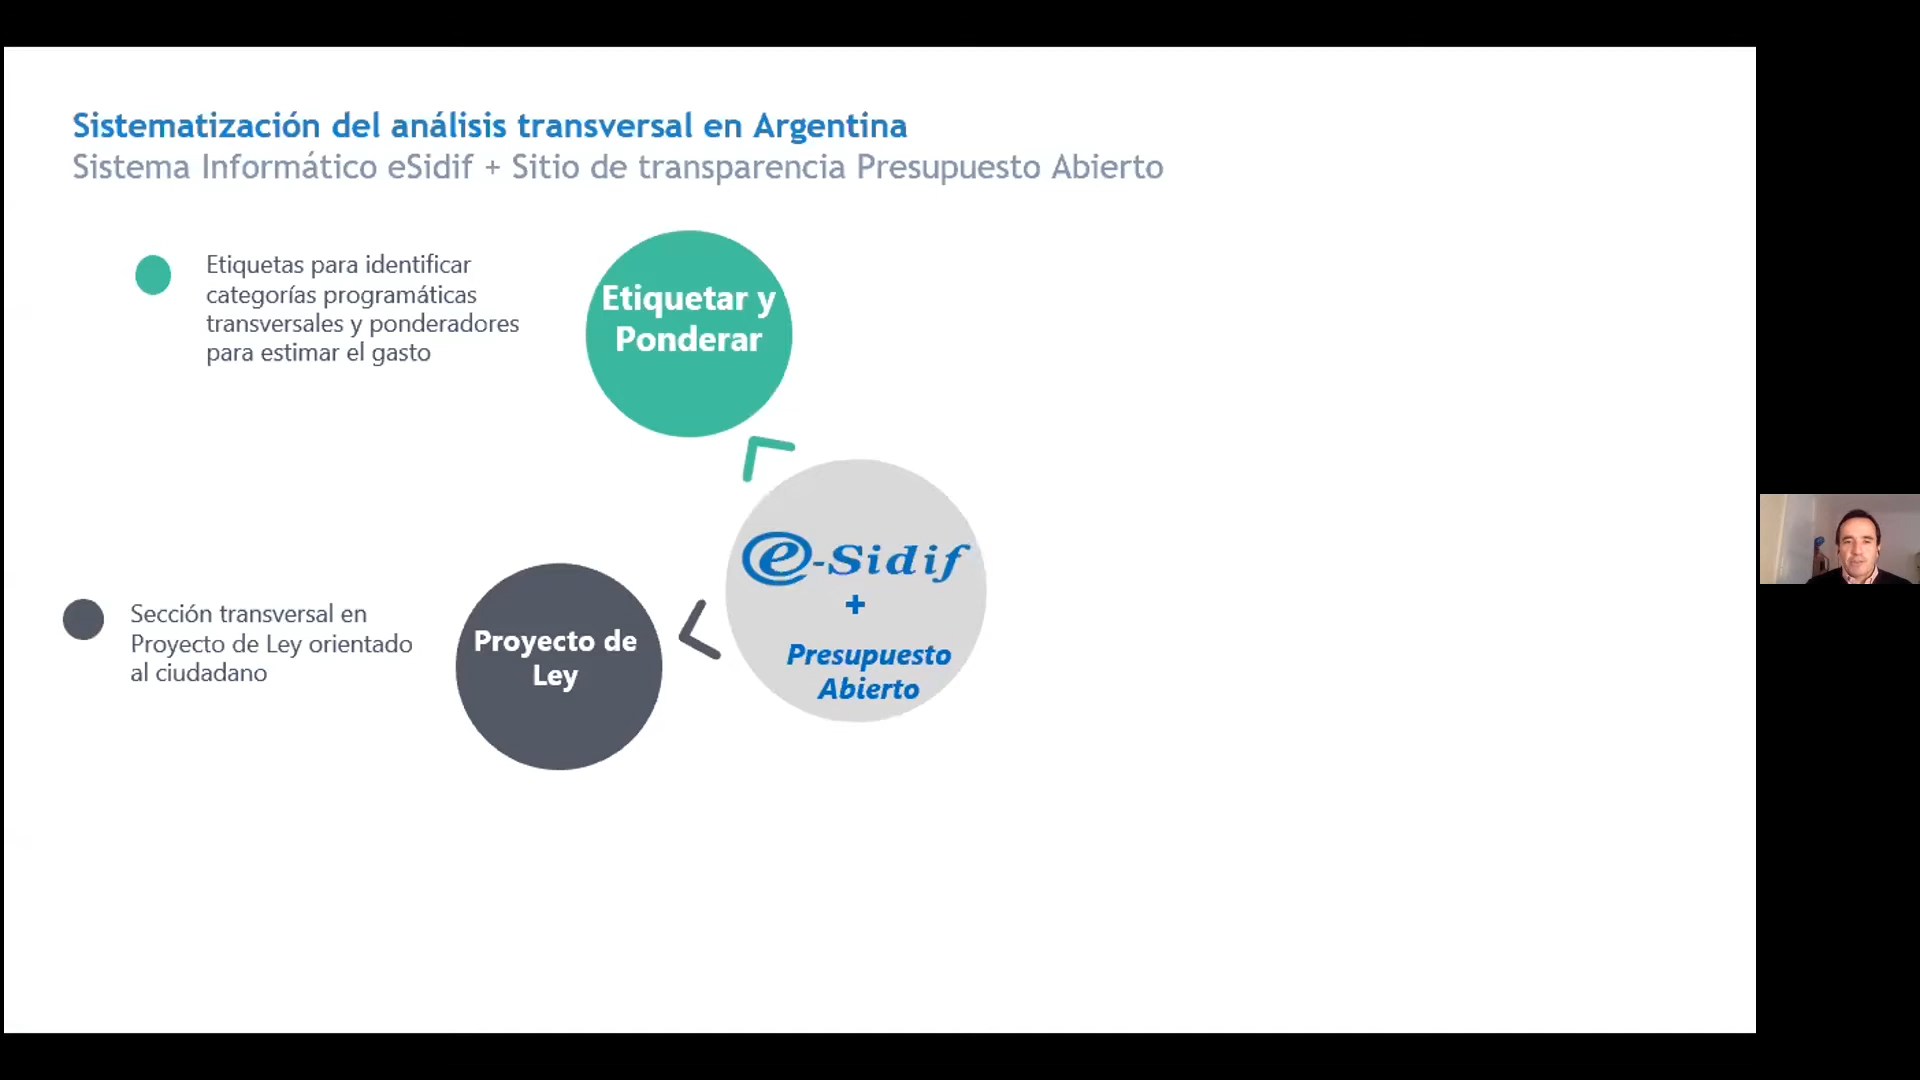 Sistematización del análisis transversal en Argentina
Sistema Informático eSidif + Sitio de transparencia Presupuesto Abierto
Etiquetas para identificar
categorías programáticas
transversales y ponderadores
para estimar el gasto
Etiquetar y
Ponderar
e-Sidif
+
Presupuesto
Abierto
Sección transversal en
Proyecto de Ley orientado
al ciudadano
Proyecto de
Ley